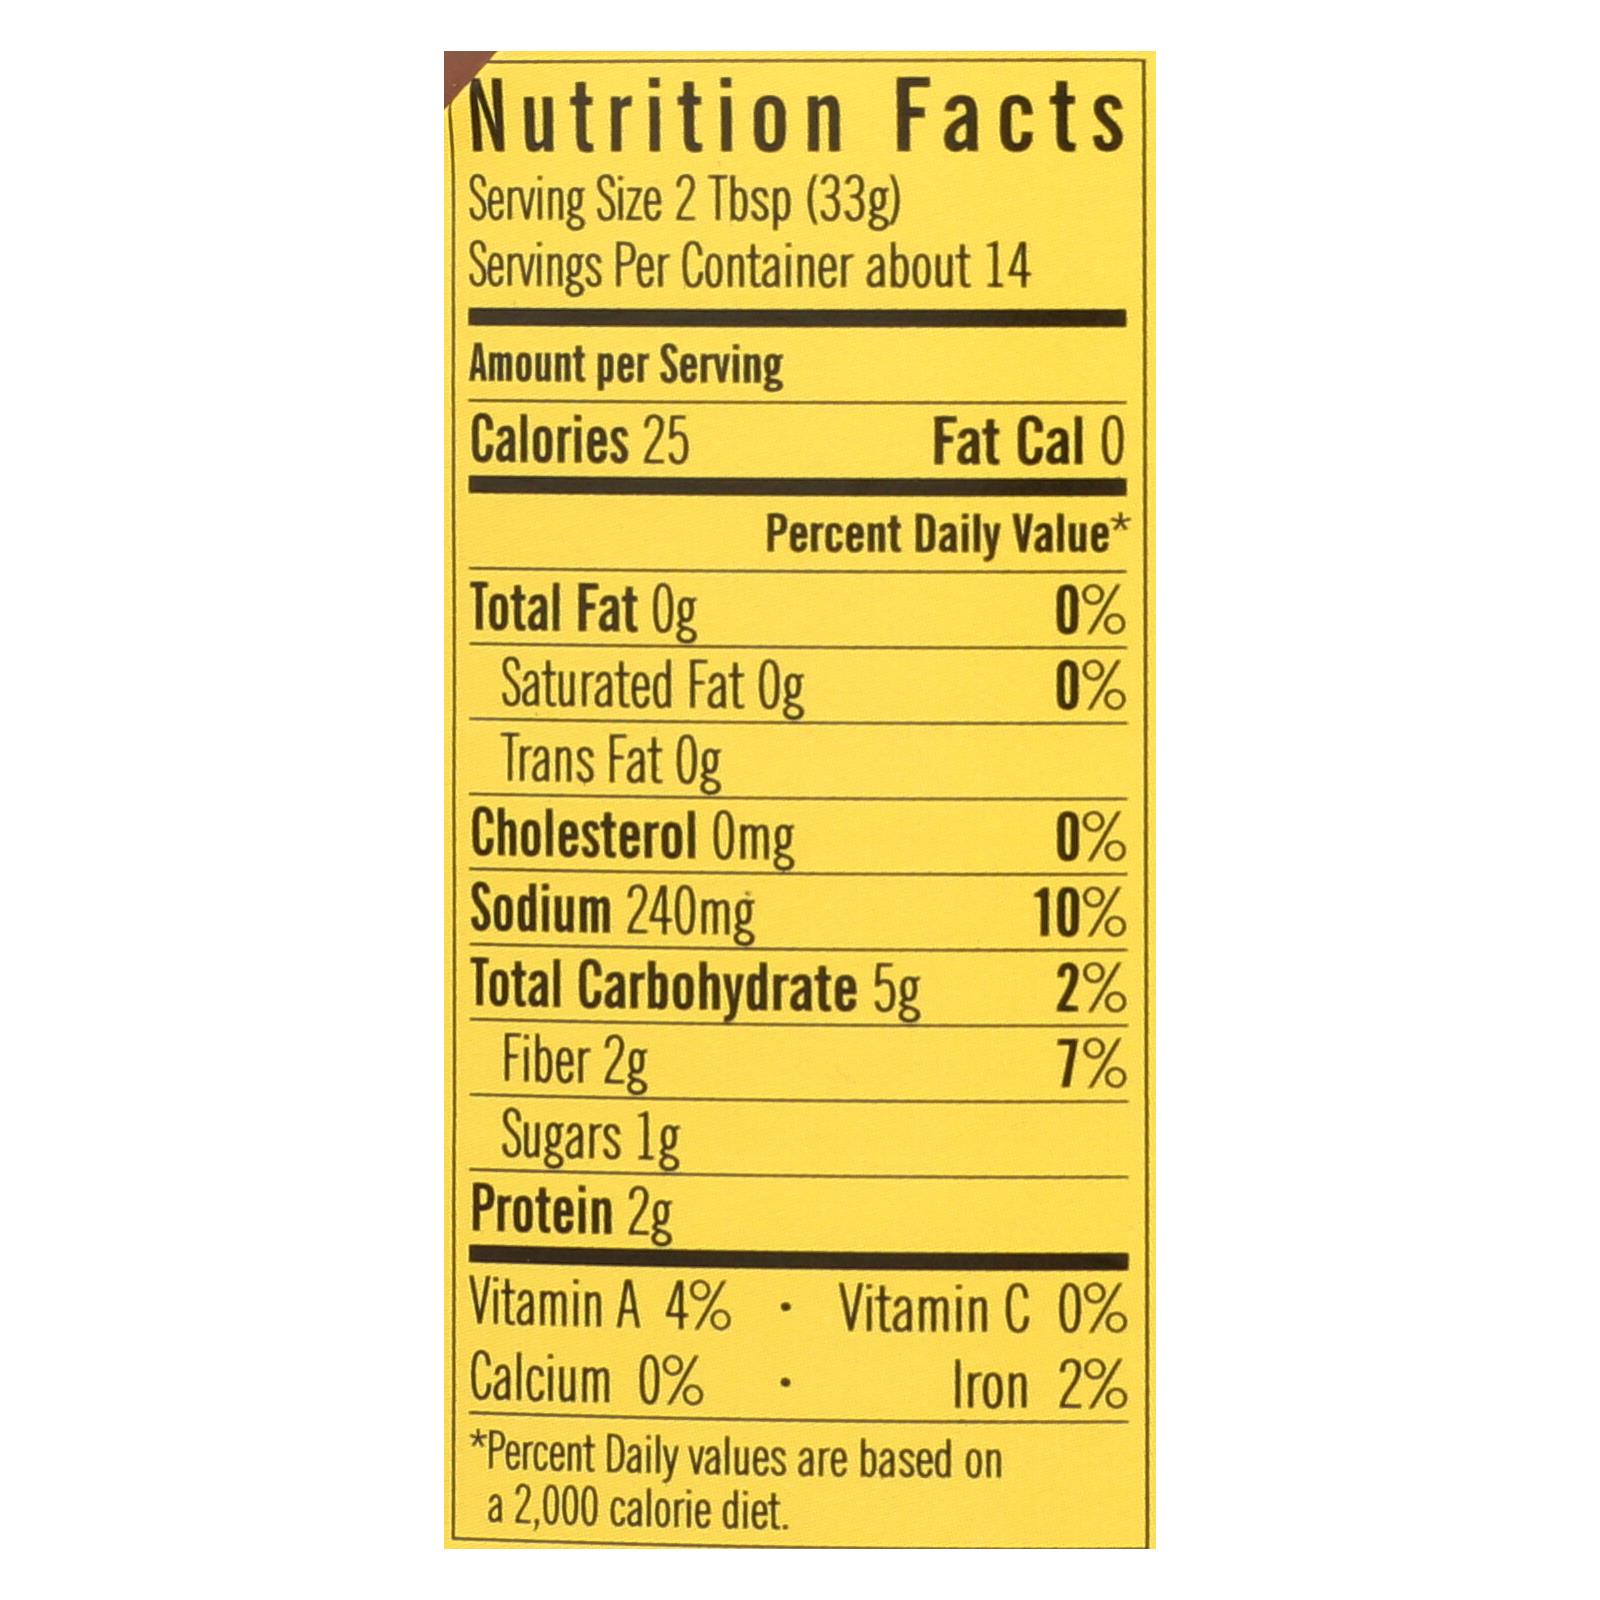 Nutrition Facts
Serving Size 2 Tbsp (33g)
Servings Per Container about 14
Amount per Serving
Calories 25 Fat Cal 0
Percent Daily Value*
Total Fat 0g 0%
Saturated Fat 0g 0%
Trans Fat 0g
Cholesterol 0mg 0%
Sodium 240mg 10%
Total Carbohydrate 5g 2%
Fiber 2g 7%
Sugars 1g
Protein 2g
Vitamin A 4% · Vitamin C 0%
Calcium 0% · Iron 2%
*Percent Daily values are based on
a 2,000 calorie diet.